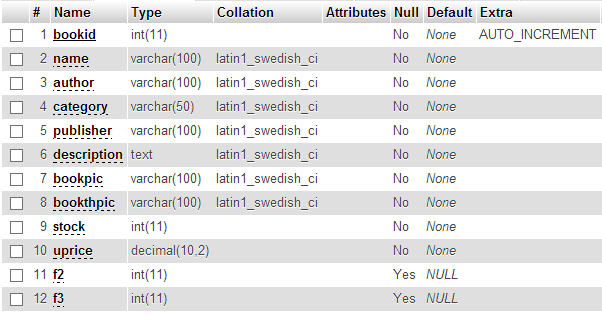 # Name Type Collation Attributes Null Default Extra
1 bookid int(11) No None AUTO_INCREMENT
2 name varchar(100) latin1_swedish_ci No None
3 author varchar(100) latin1_swedish_ci No None
4 category varchar(50) latin1_swedish_ci No None
5 publisher varchar(100) latin1_swedish_ci No None
6 description text latin1_swedish_ci No None
7 bookpic varchar(100) latin1_swedish_ci No None
8 bookthpic varchar(100) latin1_swedish_ci No None
9 stock int(11) No None
10 uprice decimal(10,2) No None
11 f2 int(11) Yes NULL
12 f3 int(11) Yes NULL